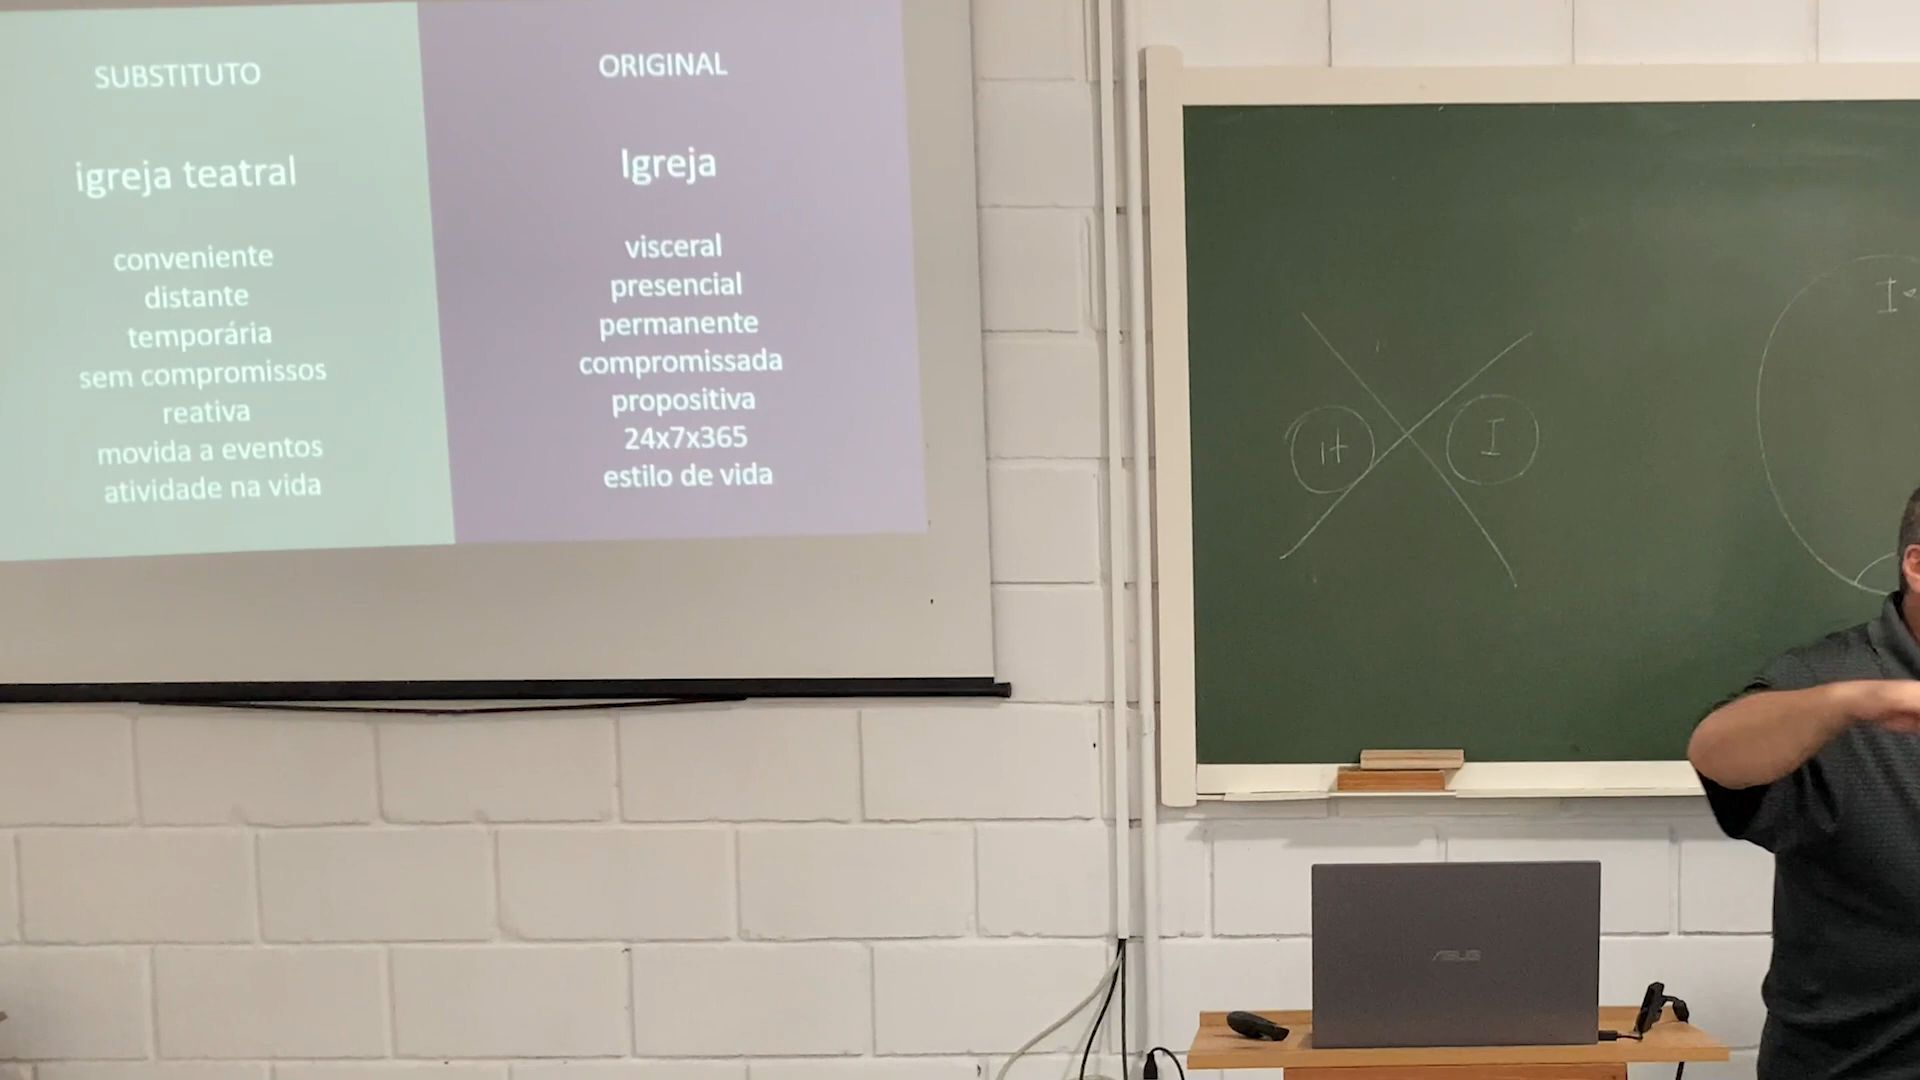 SUBSTITUTO
igreja teatral
conveniente
distante
temporária
sem compromissos
reativa
movida a eventos
atividade na vida
ORIGINAL
Igreja
visceral
presencial
permanente
compromissada
propositiva
24x7x365
estilo de vida
I
I
ASUS